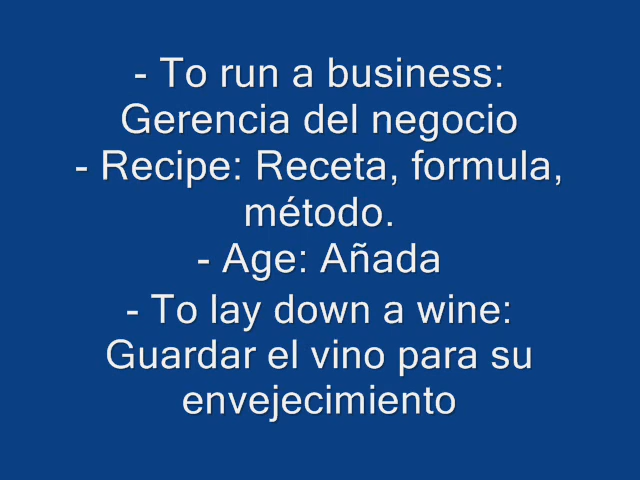 - To run a business:
Gerencia del negocio
- Recipe: Receta, formula,
método.
- Age: Añada
- To lay down a wine:
Guardar el vino para su
envejecimiento